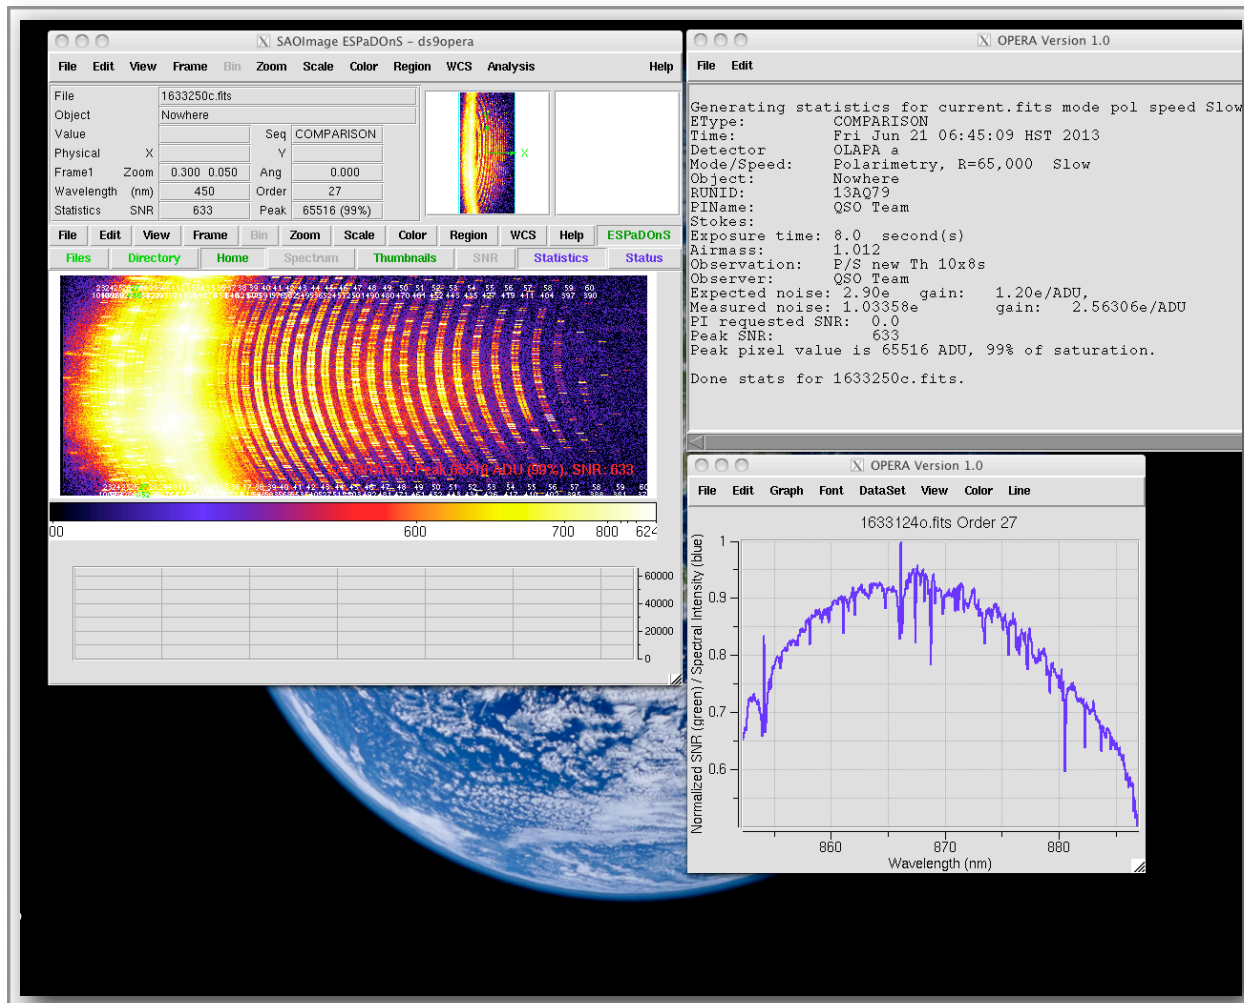 SAOImage ESPaDOnS - ds9opera
File Edit View Frame Bin Zoom Scale Color Region WCS Analysis Help
File 1633250c.fits
Object Nowhere
Value Seq COMPARISON
Physical X Y
Frame1 Zoom 0.300 0.050 Ang 0.000
Wavelength (nm) 450 Order 27
Statistics SNR 633 Peak 65516 (99%)
X
File Edit View Frame Bin Zoom Scale Color Region WCS Help ESPaDOnS
Files Directory Home Spectrum Thumbnails SNR Statistics Status
Peak 65516 ADU (99%), SNR: 633
00 600 700 800 624
60000
40000
20000
0
OPERA Version 1.0
File Edit
Generating statistics for current.fits mode pol speed Slow
EType: COMPARISON
Time: Fri Jun 21 06:45:09 HST 2013
Detector OLAPA a
Mode/Speed: Polarimetry, R=65,000 Slow
Object: Nowhere
RUNID: 13AQ79
PIName: QSO Team
Stokes:
Exposure time: 8.0 second(s)
Airmass: 1.012
Observation: P/S new Th 10x8s
Observer: QSO Team
Expected noise: 2.90e gain: 1.20e/ADU,
Measured noise: 1.03358e gain: 2.56306e/ADU
PI requested SNR: 0.0
Peak SNR: 633
Peak pixel value is 65516 ADU, 99% of saturation.
Done stats for 1633250c.fits.
OPERA Version 1.0
File Edit Graph Font DataSet View Color Line
1633124o.fits Order 27
Normalized SNR (green) / Spectral Intensity (blue)
1
0.9
0.8
0.7
0.6
860 870 880
Wavelength (nm)